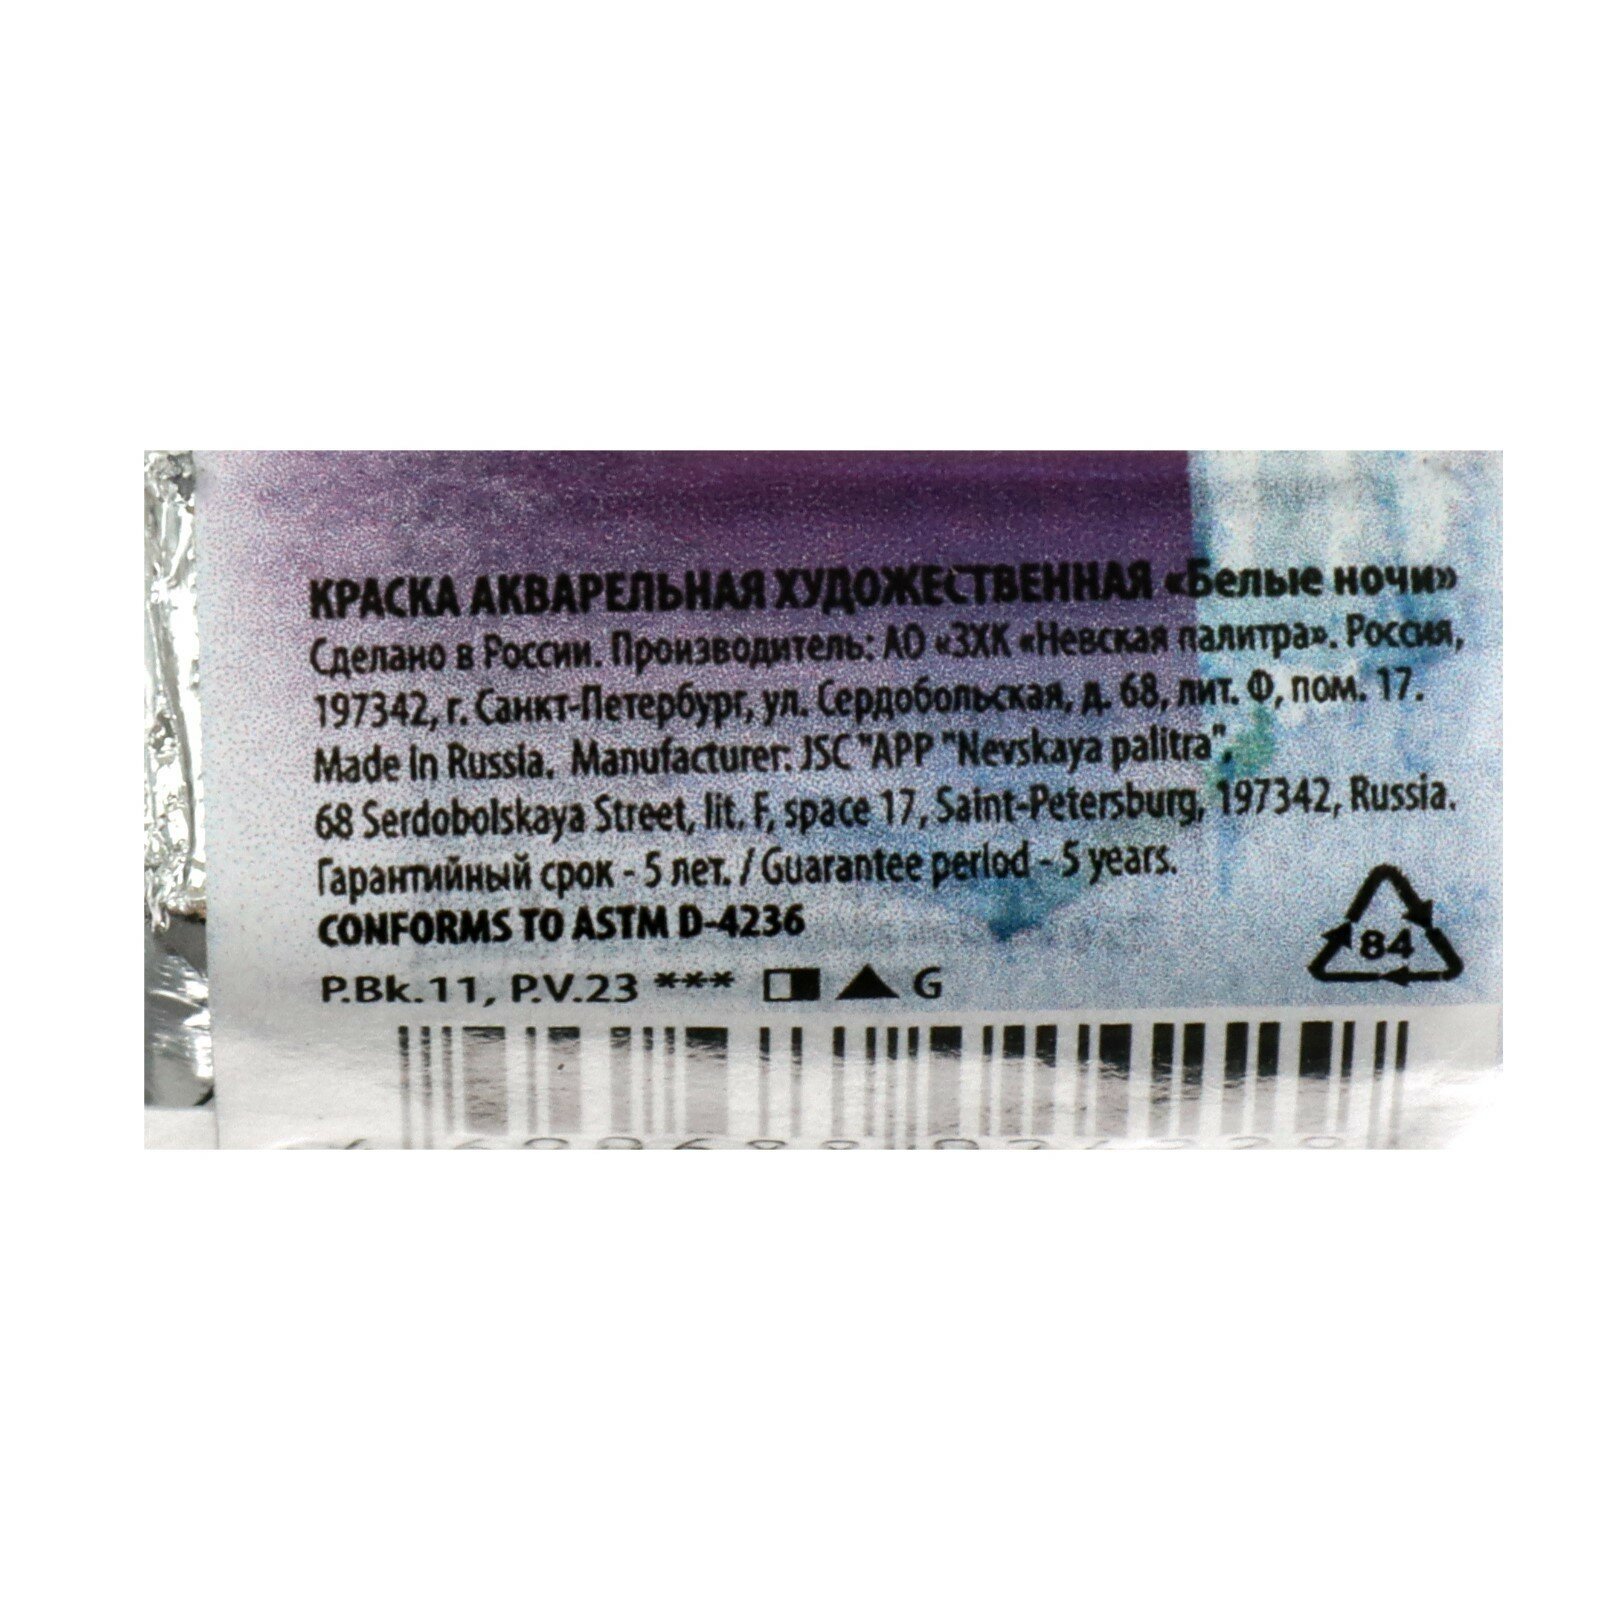 КРАСКА АКВАРЕЛЬНАЯ ХУДОЖЕСТВЕННАЯ «Белые ночи»
Сделано в России. Производитель: АО «ЗХК «Невская палитра». Россия,
197342, г. Санкт-Петербург, ул. Сердобольская, д. 68, лит. Ф, пом. 17.
Made in Russia. Manufacturer: JSC "APP "Nevskaya palitra".
68 Serdobolskaya Street, lit. F, space 17, Saint-Petersburg, 197342, Russia.
Гарантийный срок - 5 лет. / Guarantee period - 5 years.
CONFORMS TO ASTM D-4236
84
P.Bk.11, P.V.23 *** G